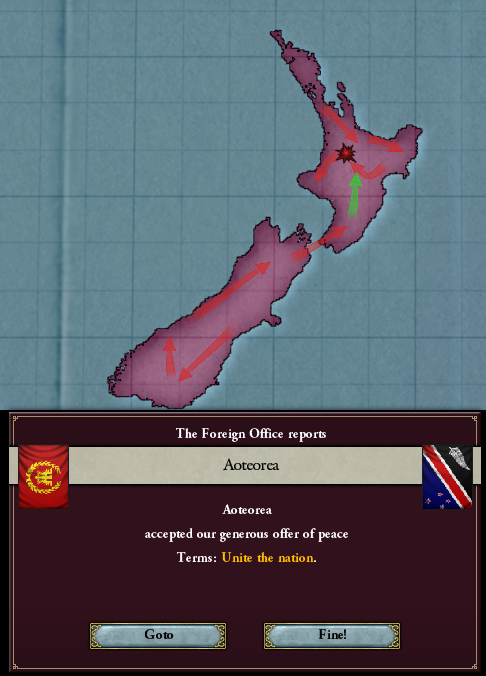 The Foreign Office reports
Aoteorea
Aoteorea
accepted our generous offer of peace
Terms: Unite the nation.
Goto
Fine!